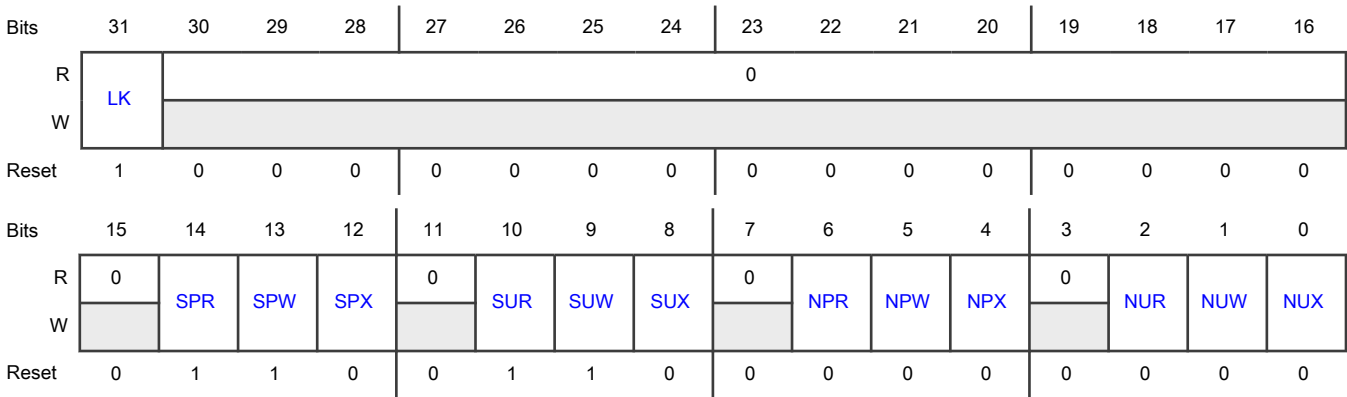 Bits 31 30 29 28 27 26 25 24 23 22 21 20 19 18 17 16
R LK 0
W
Reset 1 0 0 0 0 0 0 0 0 0 0 0 0 0 0 0
Bits 15 14 13 12 11 10 9 8 7 6 5 4 3 2 1 0
R 0 SPR SPW SPX 0 SUR SUW SUX 0 NPR NPW NPX 0 NUR NUW NUX
W
Reset 0 1 1 0 0 1 1 0 0 0 0 0 0 0 0 0